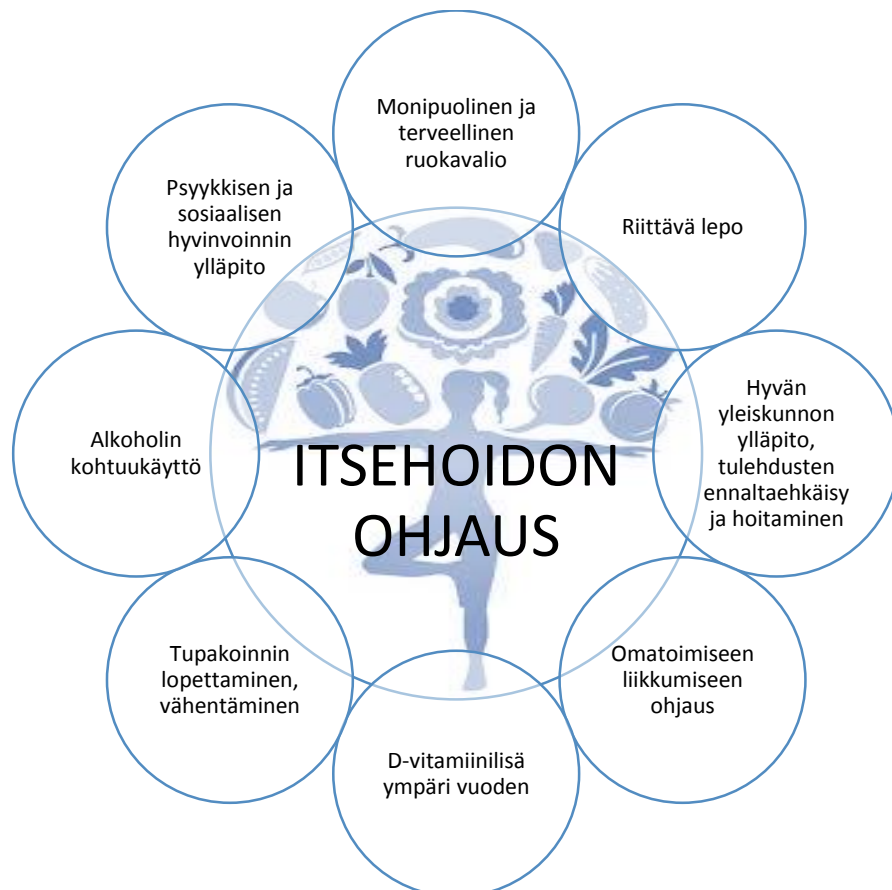 Monipuolinen ja
terveellinen
ruokavalio
Riittävä lepo
Hyvän
yleiskunnon
ylläpito,
tulehdusten
ennaltaehkäisy
ja hoitaminen
Omatoimiseen
liikkumiseen
ohjaus
D-vitamiinilisä
ympäri vuoden
Tupakoinnin
lopettaminen,
vähentäminen
Alkoholin
kohtuukäyttö
Psyykkisen ja
sosiaalisen
hyvinvoinnin
ylläpito
ITSEHOIDON
OHJAUS